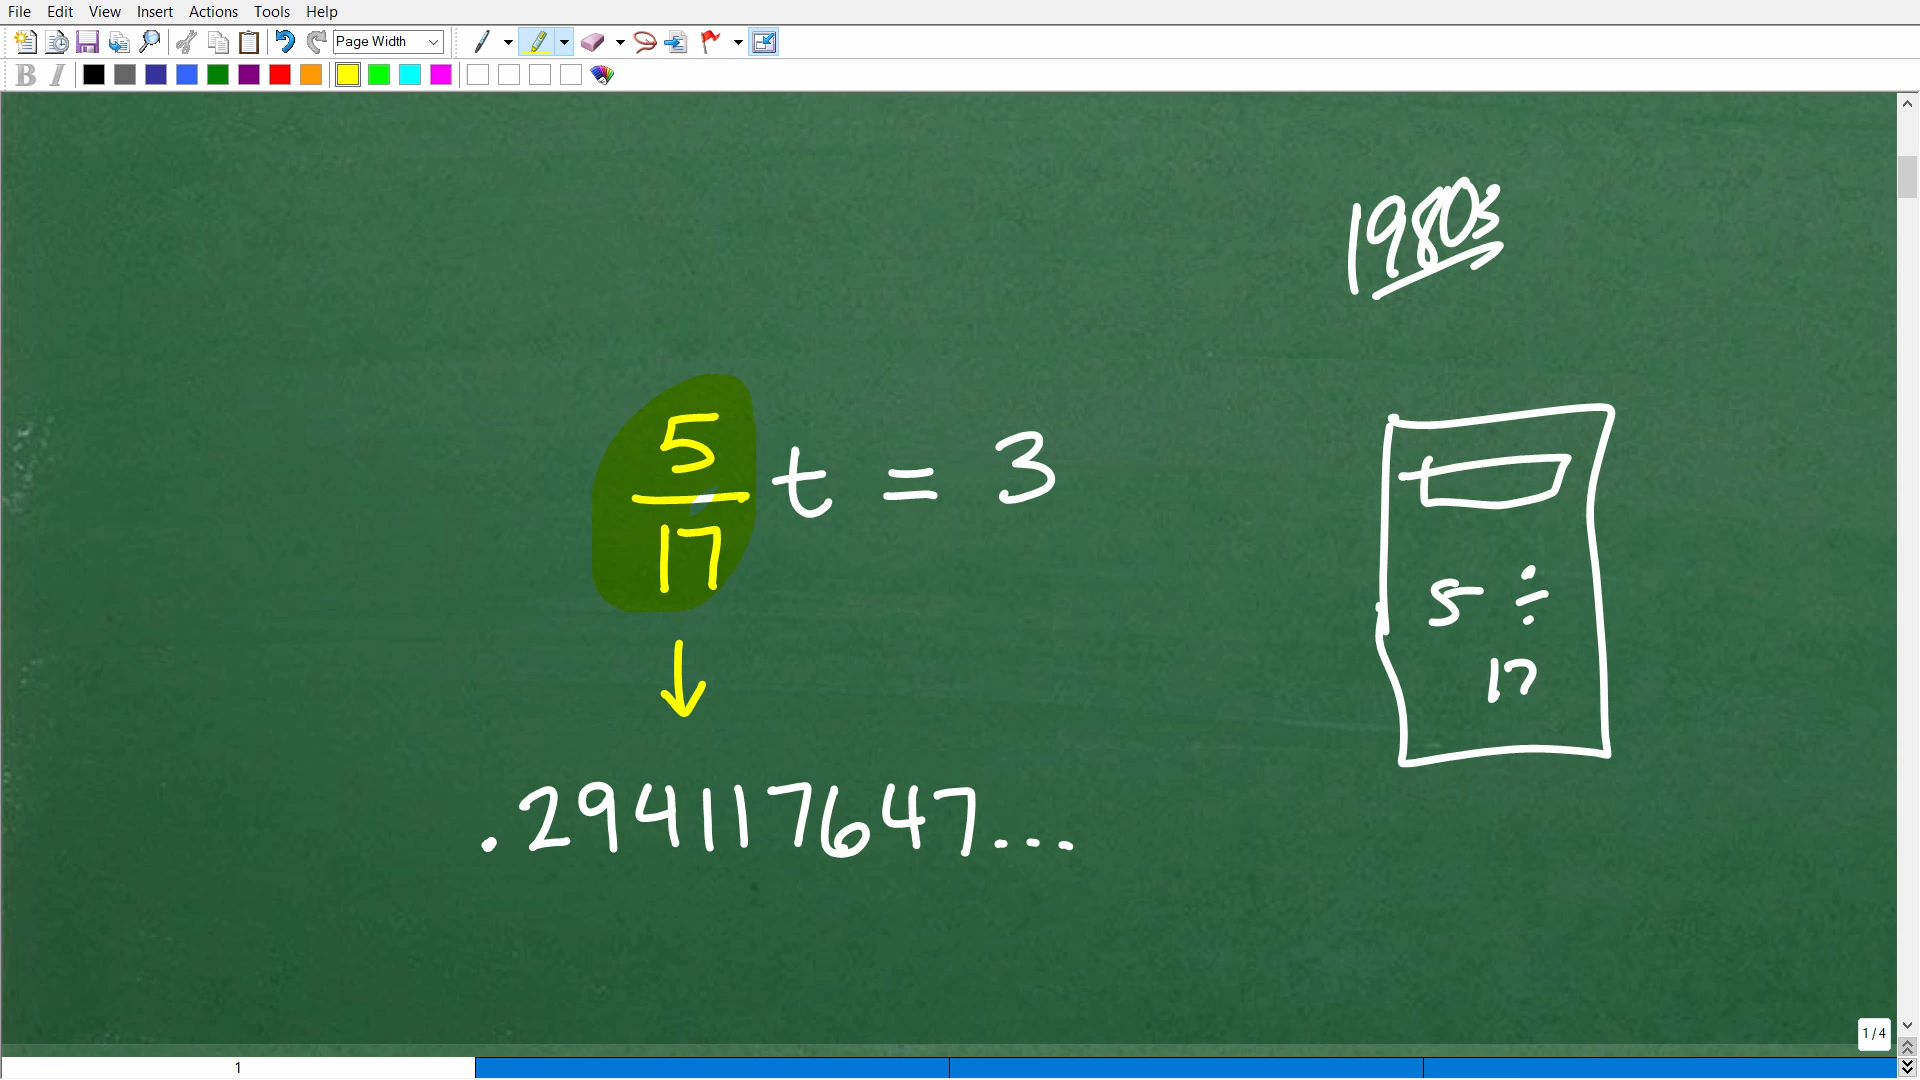 File Edit View Insert Actions Tools Help
Page Width
B I
1980s
5/17 t = 3
5 ÷
17
.294117647...
1 / 4
1